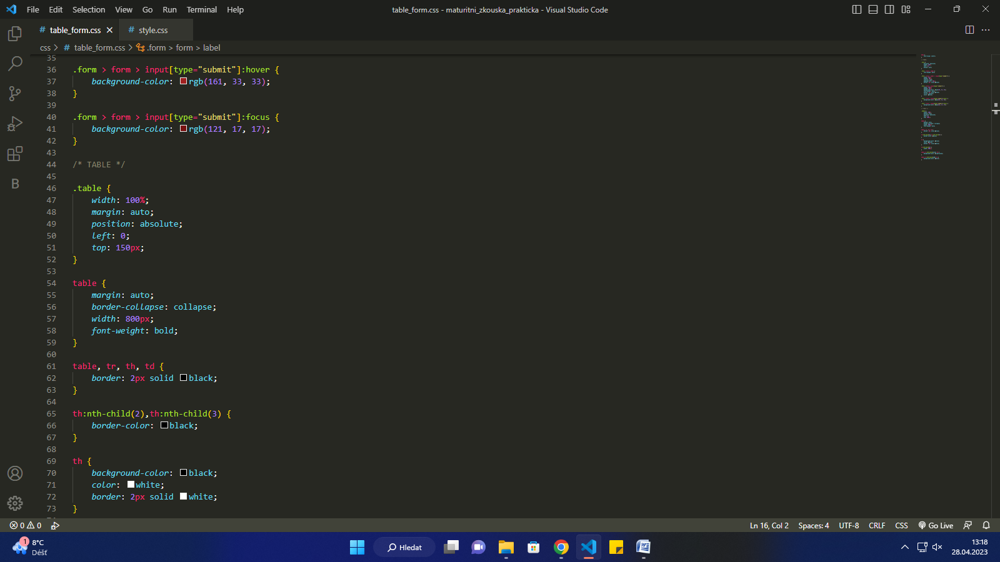 File Edit Selection View Go Run Terminal Help
table_form.css - maturitni_zkouska_prakticka - Visual Studio Code
# table_form.css # style.css
css > # table_form.css > .form > form > label
35
36 .form > form > input[type="submit"]:hover {
37 background-color: rgb(161, 33, 33);
38 }
39
40 .form > form > input[type="submit"]:focus {
41 background-color: rgb(121, 17, 17);
42 }
43
44 /* TABLE */
45
46 .table {
47 width: 100%;
48 margin: auto;
49 position: absolute;
50 left: 0;
51 top: 150px;
52 }
53
54 table {
55 margin: auto;
56 border-collapse: collapse;
57 width: 800px;
58 font-weight: bold;
59 }
60
61 table, tr, th, td {
62 border: 2px solid black;
63 }
64
65 th:nth-child(2),th:nth-child(3) {
66 border-color: black;
67 }
68
69 th {
70 background-color: black;
71 color: white;
72 border: 2px solid white;
73 }
0 0
Ln 16, Col 2 Spaces: 4 UTF-8 CRLF CSS Go Live
1
8°C
Déšť
Hledat
13:18
28.04.2023